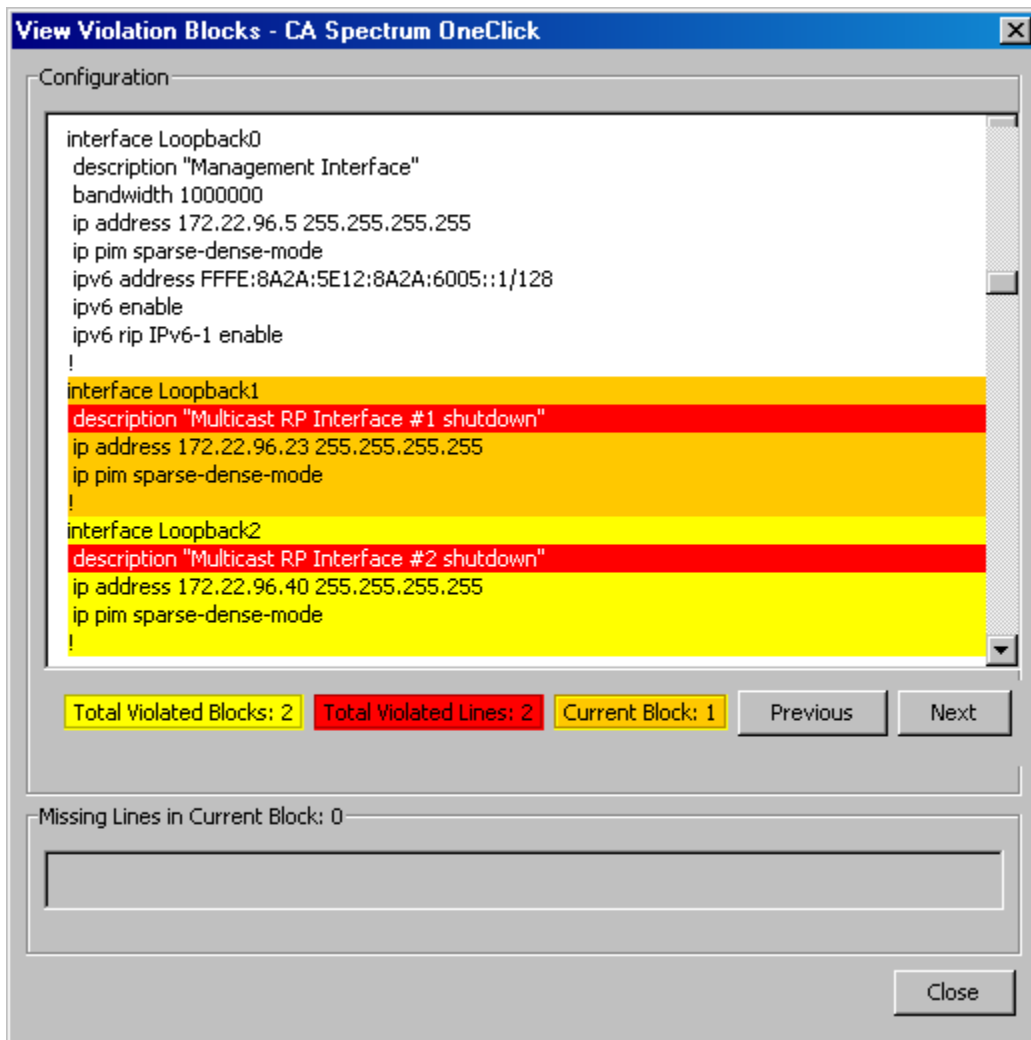 View Violation Blocks - CA Spectrum OneClick
Configuration
interface Loopback0
description "Management Interface"
bandwidth 1000000
ip address 172.22.96.5 255.255.255.255
ip pim sparse-dense-mode
ipv6 address FFFE:8A2A:5E12:8A2A:6005::1/128
ipv6 enable
ipv6 rip IPv6-1 enable
!
interface Loopback1
description "Multicast RP Interface #1 shutdown"
ip address 172.22.96.23 255.255.255.255
ip pim sparse-dense-mode
!
interface Loopback2
description "Multicast RP Interface #2 shutdown"
ip address 172.22.96.40 255.255.255.255
ip pim sparse-dense-mode
!
Total Violated Blocks: 2 Total Violated Lines: 2 Current Block: 1 Previous Next
Missing Lines in Current Block: 0
Close